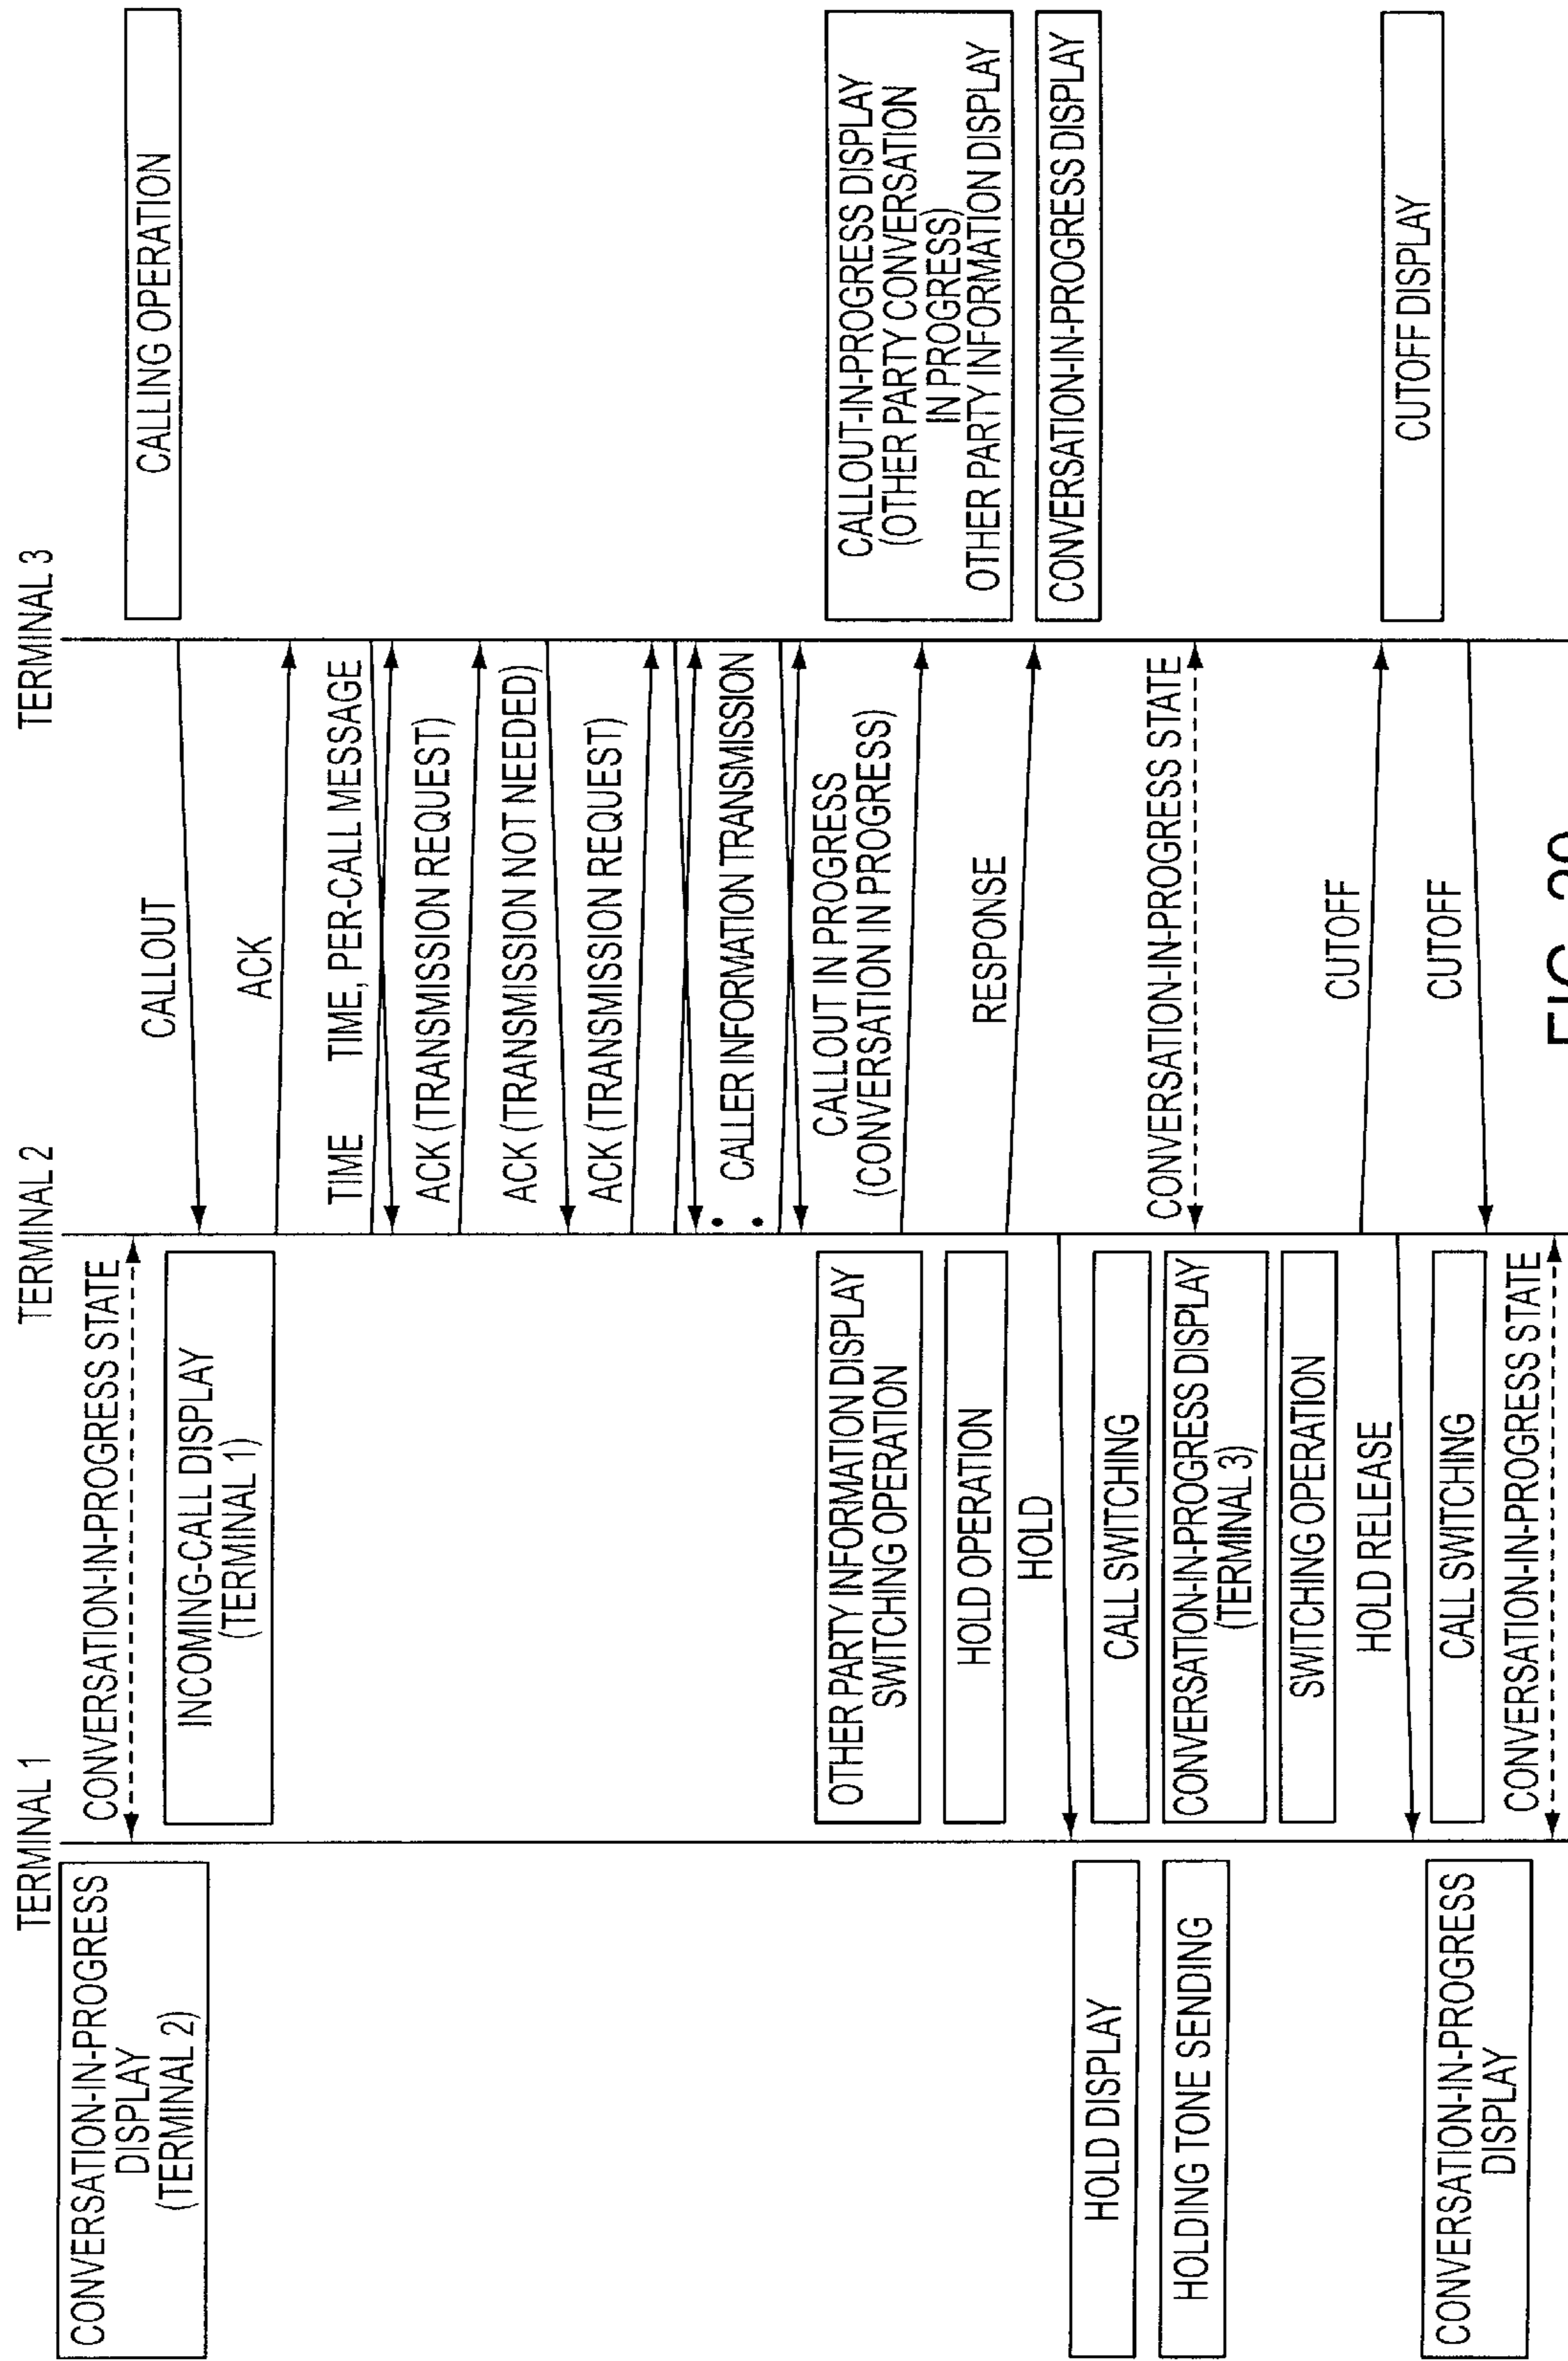 TERMINAL 1
TERMINAL 2
TERMINAL 3
CONVERSATION-IN-PROGRESS
DISPLAY
(TERMINAL 2)
CONVERSATION-IN-PROGRESS STATE
CALLING OPERATION
INCOMING-CALL DISPLAY
(TERMINAL 1)
CALLOUT
ACK
TIME TIME, PER-CALL MESSAGE
ACK (TRANSMISSION REQUEST)
ACK (TRANSMISSION NOT NEEDED)
ACK (TRANSMISSION REQUEST)
CALLER INFORMATION TRANSMISSION
CALLOUT IN PROGRESS
(CONVERSATION IN PROGRESS)
OTHER PARTY INFORMATION DISPLAY
SWITCHING OPERATION
CALLOUT-IN-PROGRESS DISPLAY
(OTHER PARTY CONVERSATION
IN PROGRESS)
OTHER PARTY INFORMATION DISPLAY
HOLD OPERATION
RESPONSE
HOLD
CONVERSATION-IN-PROGRESS DISPLAY
HOLD DISPLAY
CALL SWITCHING
HOLDING TONE SENDING
CONVERSATION-IN-PROGRESS DISPLAY
(TERMINAL 3)
CONVERSATION-IN-PROGRESS STATE
SWITCHING OPERATION
CUTOFF
HOLD RELEASE
CUTOFF DISPLAY
CONVERSATION-IN-PROGRESS
DISPLAY
CALL SWITCHING
CUTOFF
CONVERSATION-IN-PROGRESS STATE
FIG.